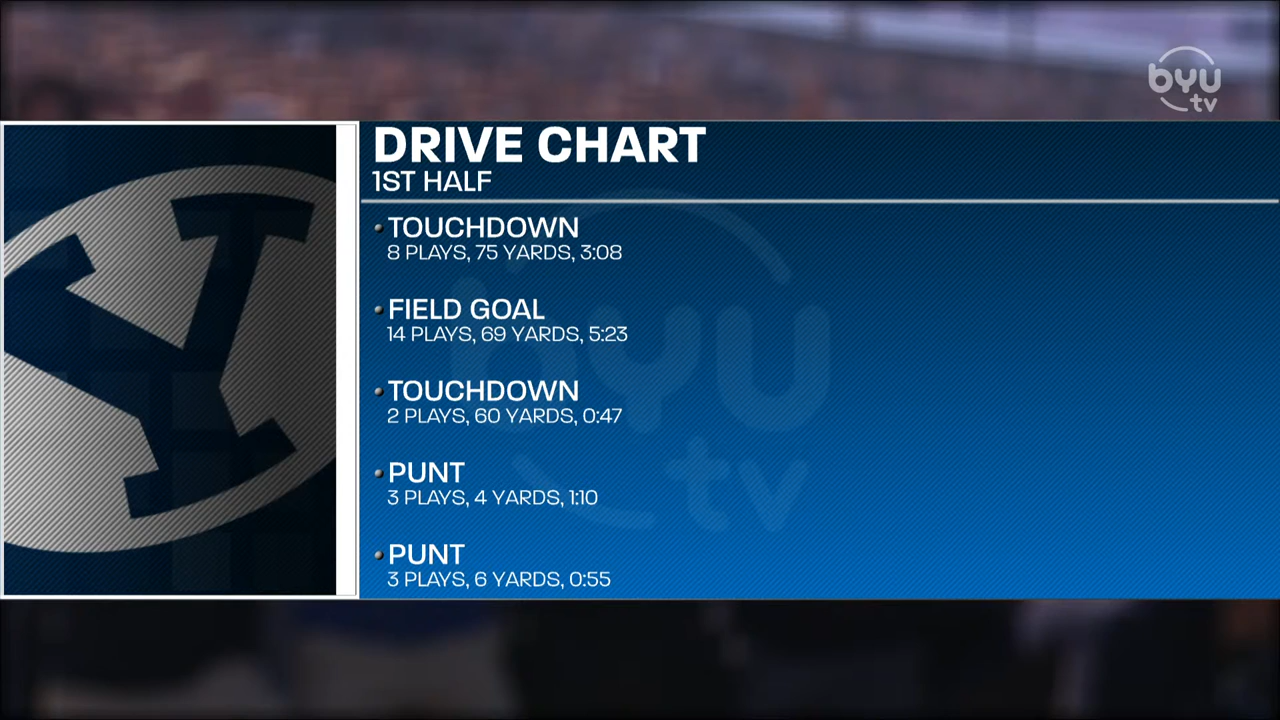 byu
tv
DRIVE CHART
1ST HALF
TOUCHDOWN
8 PLAYS, 75 YARDS, 3:08
FIELD GOAL
14 PLAYS, 69 YARDS, 5:23
TOUCHDOWN
2 PLAYS, 60 YARDS, 0:47
PUNT
3 PLAYS, 4 YARDS, 1:10
PUNT
3 PLAYS, 6 YARDS, 0:55
byu
tv
Y